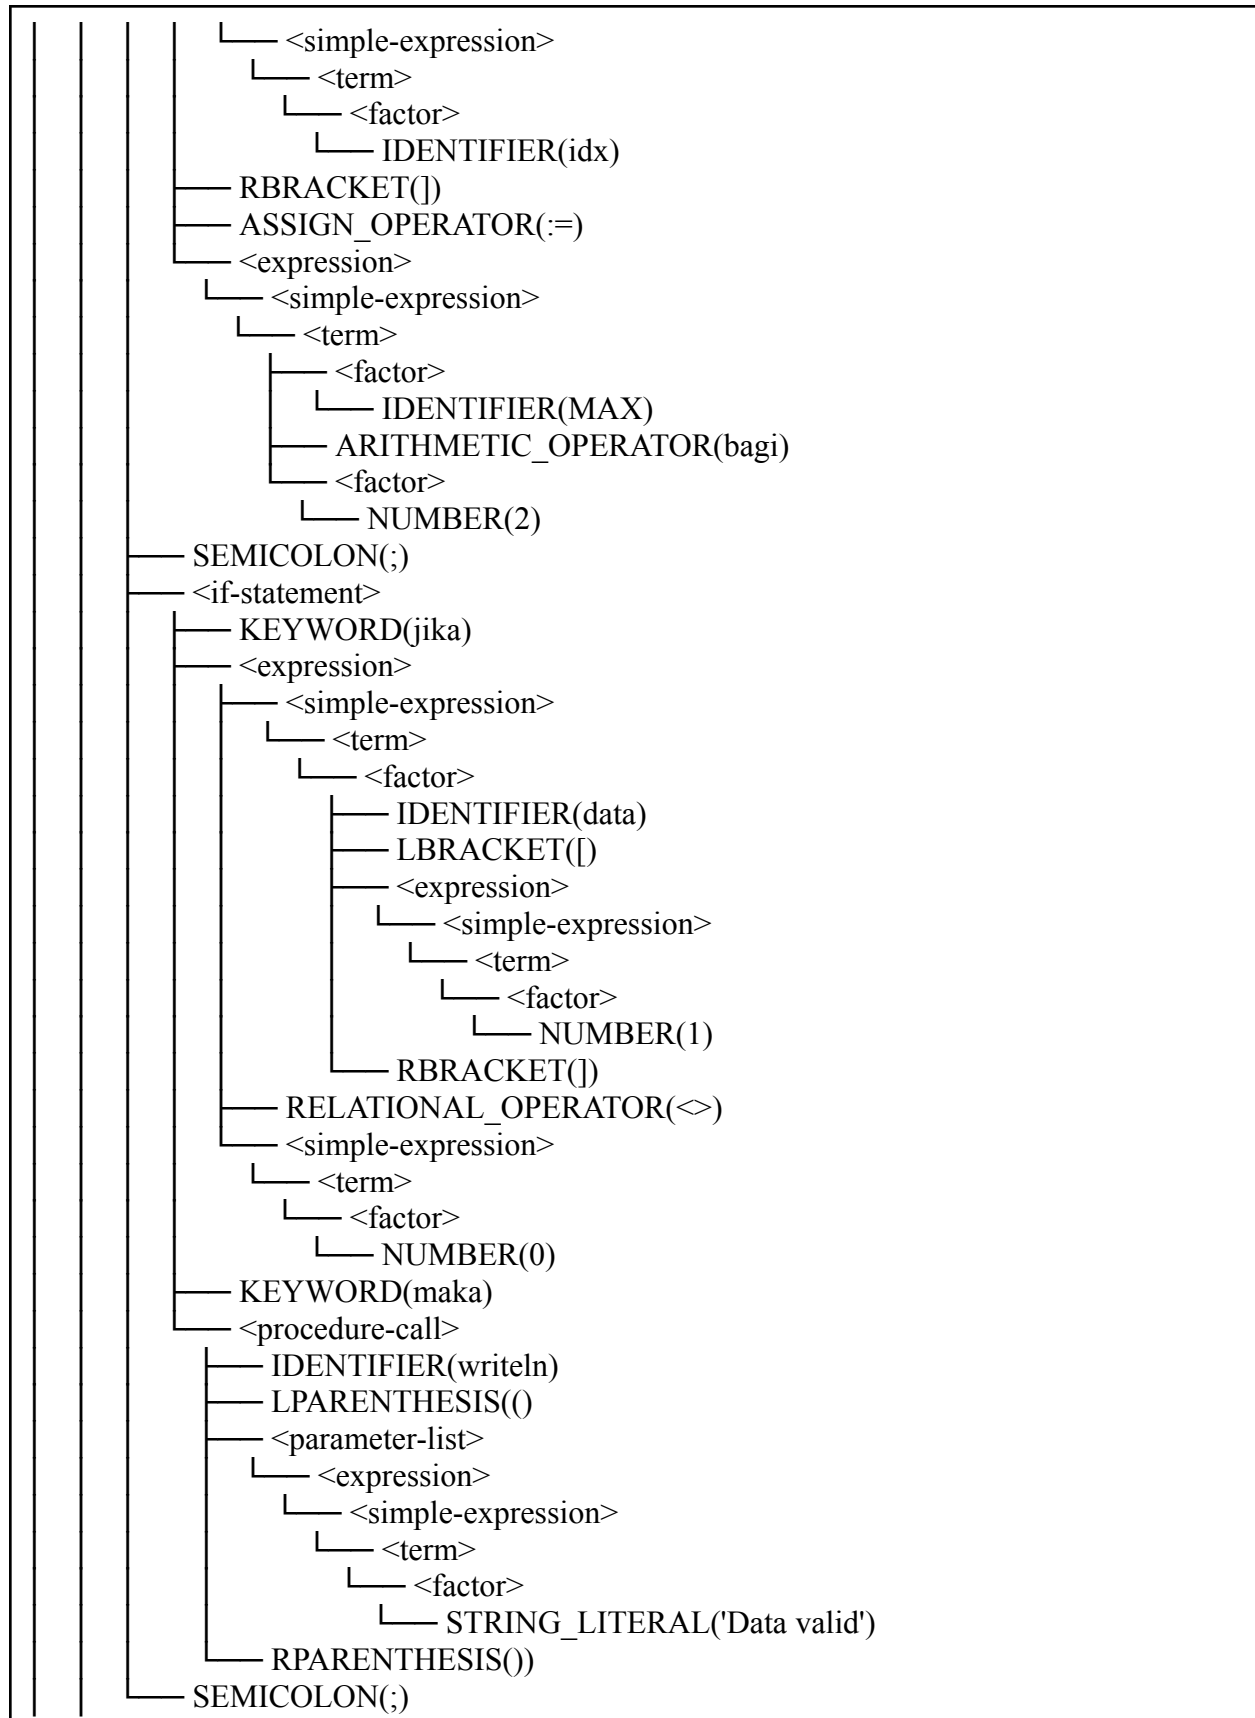 <simple-expression>
<term>
<factor>
IDENTIFIER(idx)
RBRACKET(])
ASSIGN_OPERATOR(:=)
<expression>
<simple-expression>
<term>
<factor>
IDENTIFIER(MAX)
ARITHMETIC_OPERATOR(bagi)
<factor>
NUMBER(2)
SEMICOLON(;)
<if-statement>
KEYWORD(jika)
<expression>
<simple-expression>
<term>
<factor>
IDENTIFIER(data)
LBRACKET([)
<expression>
<simple-expression>
<term>
<factor>
NUMBER(1)
RBRACKET(])
RELATIONAL_OPERATOR(<>)
<simple-expression>
<term>
<factor>
NUMBER(0)
KEYWORD(maka)
<procedure-call>
IDENTIFIER(writeln)
LPARENTHESIS(()
<parameter-list>
<expression>
<simple-expression>
<term>
<factor>
STRING_LITERAL('Data valid')
RPARENTHESIS())
SEMICOLON(;)